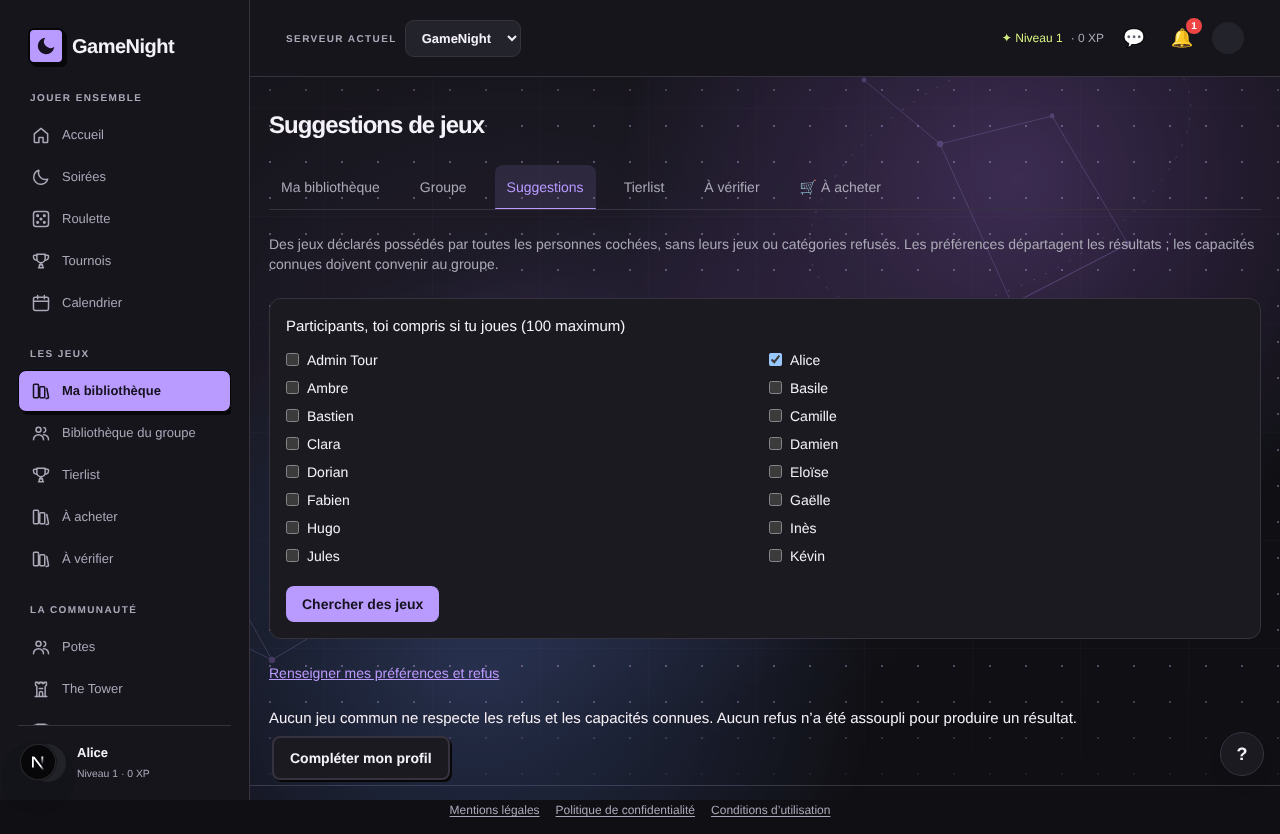 GameNight
SERVEUR ACTUEL
GameNight
✦ Niveau 1 · 0 XP
1
JOUER ENSEMBLE
Accueil
Soirées
Roulette
Tournois
Calendrier
LES JEUX
Ma bibliothèque
Bibliothèque du groupe
Tierlist
À acheter
À vérifier
LA COMMUNAUTÉ
Potes
The Tower
N
Alice
Niveau 1 · 0 XP
Suggestions de jeux
Ma bibliothèque
Groupe
Suggestions
Tierlist
À vérifier
🛒 À acheter
Des jeux déclarés possédés par toutes les personnes cochées, sans leurs jeux ou catégories refusés. Les préférences départagent les résultats ; les capacités
connues doivent convenir au groupe.
Participants, toi compris si tu joues (100 maximum)
Admin Tour
Alice
Ambre
Basile
Bastien
Camille
Clara
Damien
Dorian
Eloïse
Fabien
Gaëlle
Hugo
Inès
Jules
Kévin
Chercher des jeux
Renseigner mes préférences et refus
Aucun jeu commun ne respecte les refus et les capacités connues. Aucun refus n’a été assoupli pour produire un résultat.
Compléter mon profil
?
Mentions légales
Politique de confidentialité
Conditions d’utilisation